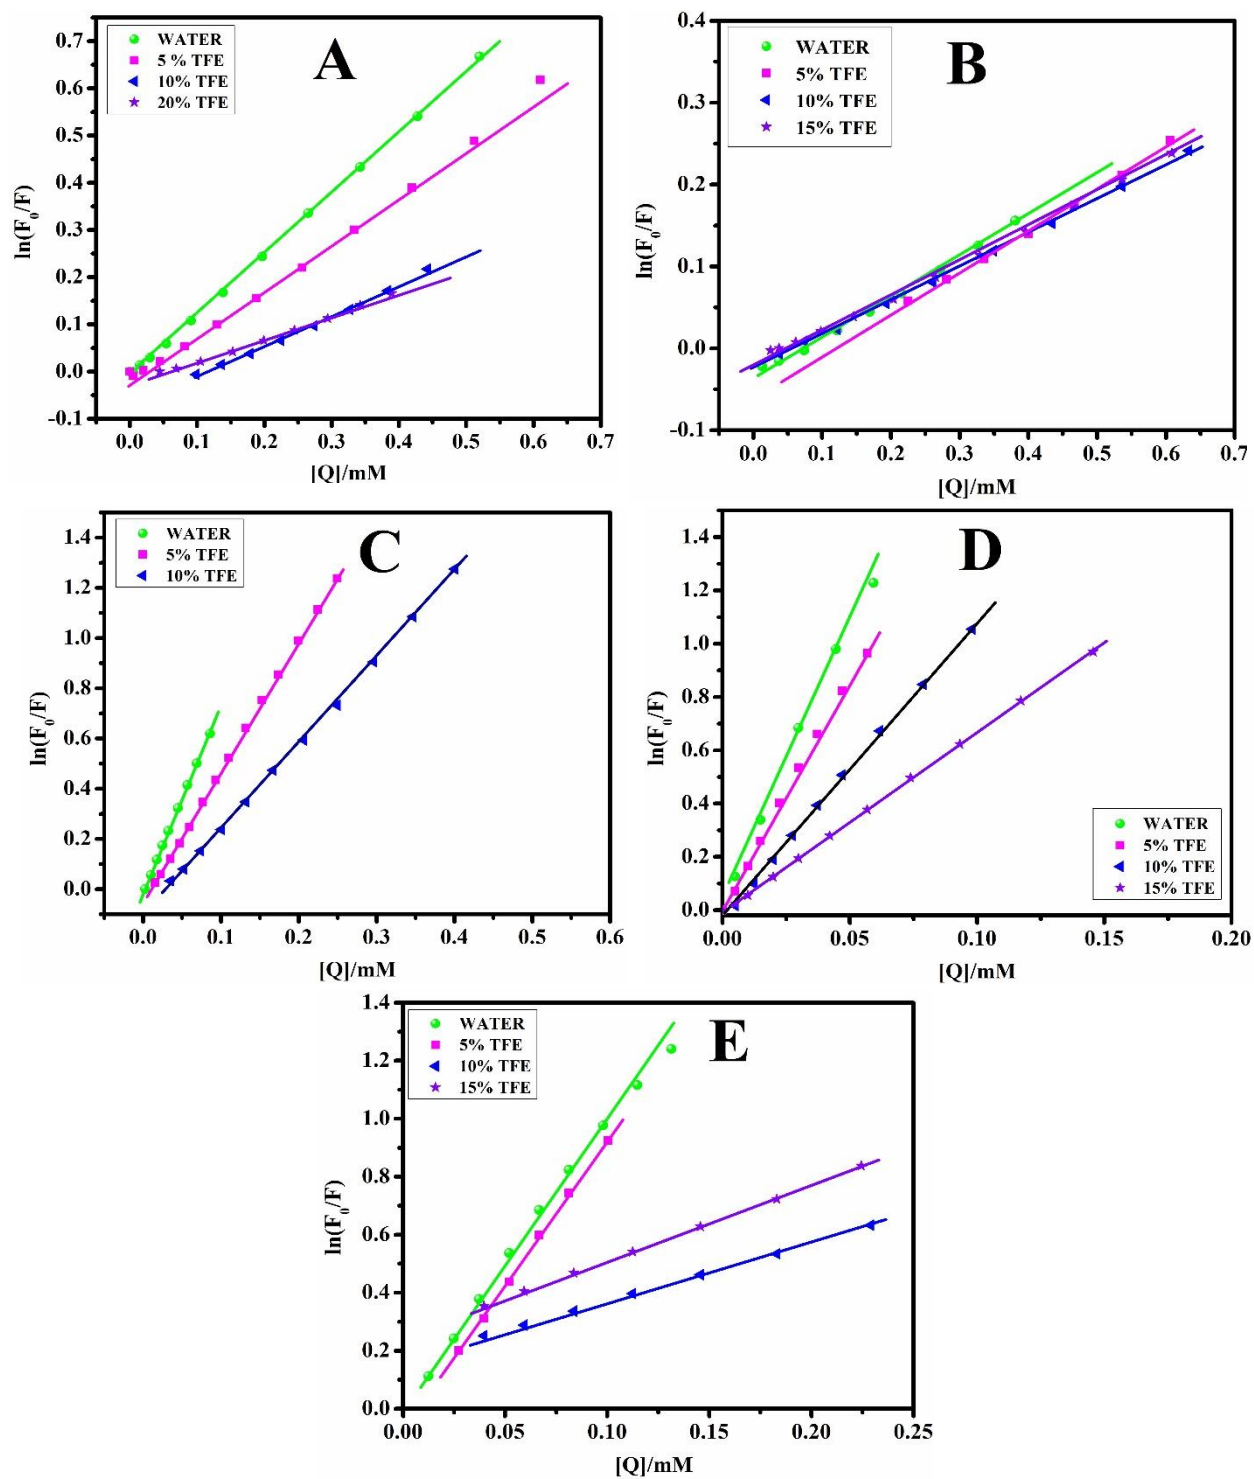 A
WATER
5 % TFE
10% TFE
20% TFE
ln(F0/F)
0.7
0.6
0.5
0.4
0.3
0.2
0.1
0.0
-0.1
0.0 0.1 0.2 0.3 0.4 0.5 0.6 0.7
[Q]/mM
B
WATER
5% TFE
10% TFE
15% TFE
ln(F0/F)
0.4
0.3
0.2
0.1
0.0
-0.1
0.0 0.1 0.2 0.3 0.4 0.5 0.6 0.7
[Q]/mM
C
WATER
5% TFE
10% TFE
ln(F0/F)
1.4
1.2
1.0
0.8
0.6
0.4
0.2
0.0
0.0 0.1 0.2 0.3 0.4 0.5 0.6
[Q]/mM
D
ln(F0/F)
1.4
1.2
1.0
0.8
0.6
0.4
0.2
0.0
WATER
5% TFE
10% TFE
15% TFE
0.00 0.05 0.10 0.15 0.20
[Q]/mM
E
WATER
5% TFE
10% TFE
15% TFE
ln(F0/F)
1.4
1.2
1.0
0.8
0.6
0.4
0.2
0.0
0.00 0.05 0.10 0.15 0.20 0.25
[Q]/mM